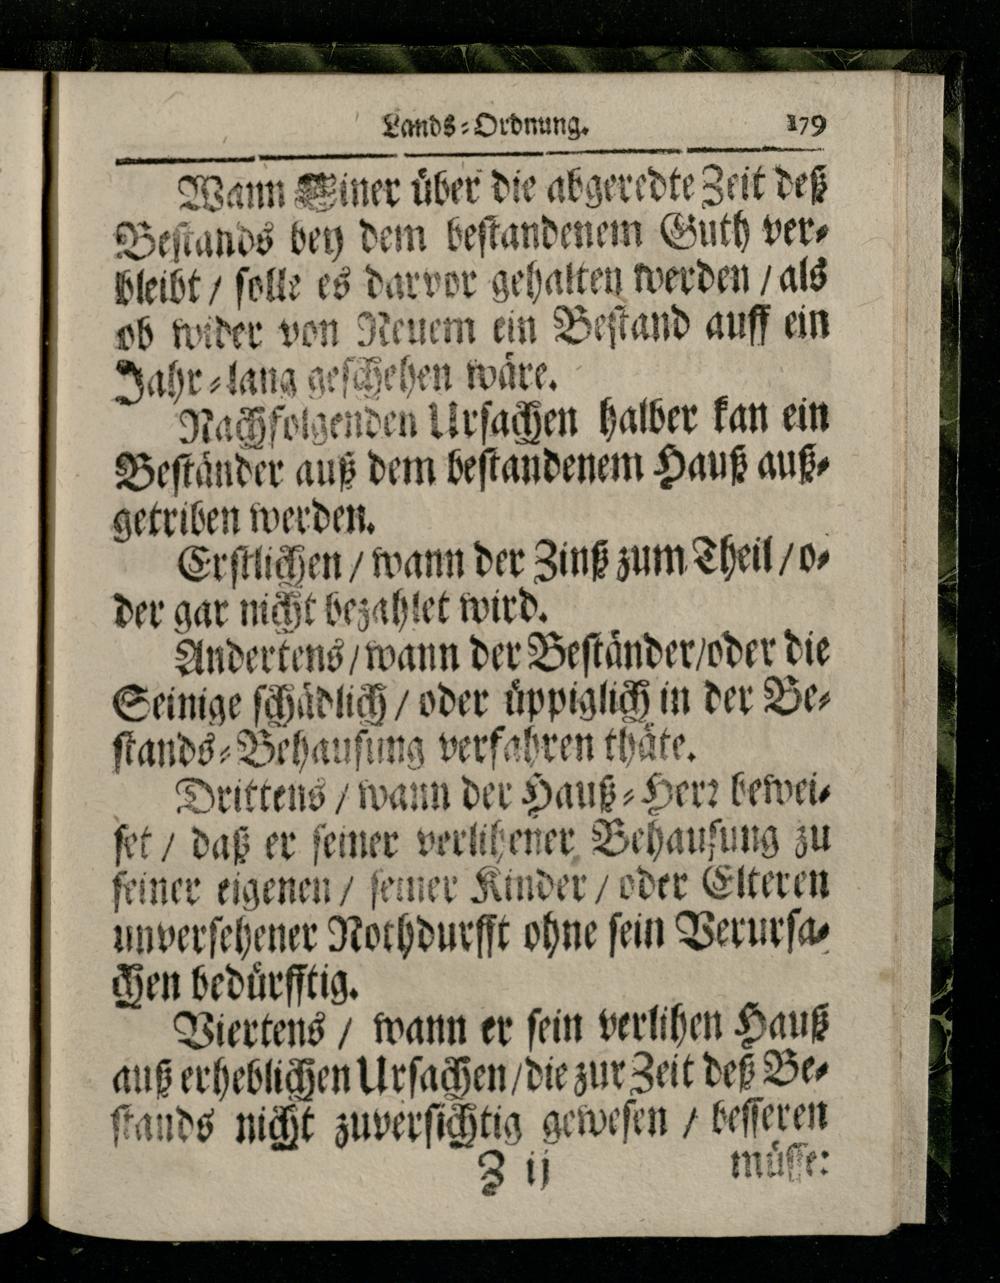 Lands-Ordnung. 179
Wann Einer über die abgeredte Zeit deß
Bestands bey dem bestandenem Guth ver-
bleibt / solle es darvor gehalten werden / als
ob wider von Neuem ein Bestand auff ein
Jahr-lang geschehen wäre.
Nachfolgenden Ursachen halber kan ein
Beständer auß dem bestandenem Hauß auß-
getriben werden.
Erstlichen / wann der Zinß zum Theil / o-
der gar nicht bezahlet wird.
Andertens / wann der Beständer / oder die
Seinige schädlich / oder üppiglich in der Be-
stands-Behausung verfahren thäte.
Drittens / wann der Hauß-Herr bewei-
set / daß er seiner verlihener Behausung zu
seiner eigenen / seiner Kinder / oder Elteren
unversehener Nothdurfft ohne sein Verursa-
chen bedürfftig.
Viertens / wann er sein verlihen Hauß
auß erheblichen Ursachen / die zur Zeit deß Be-
stands nicht zuversichtig gewesen / besseren
Z ij müsse: